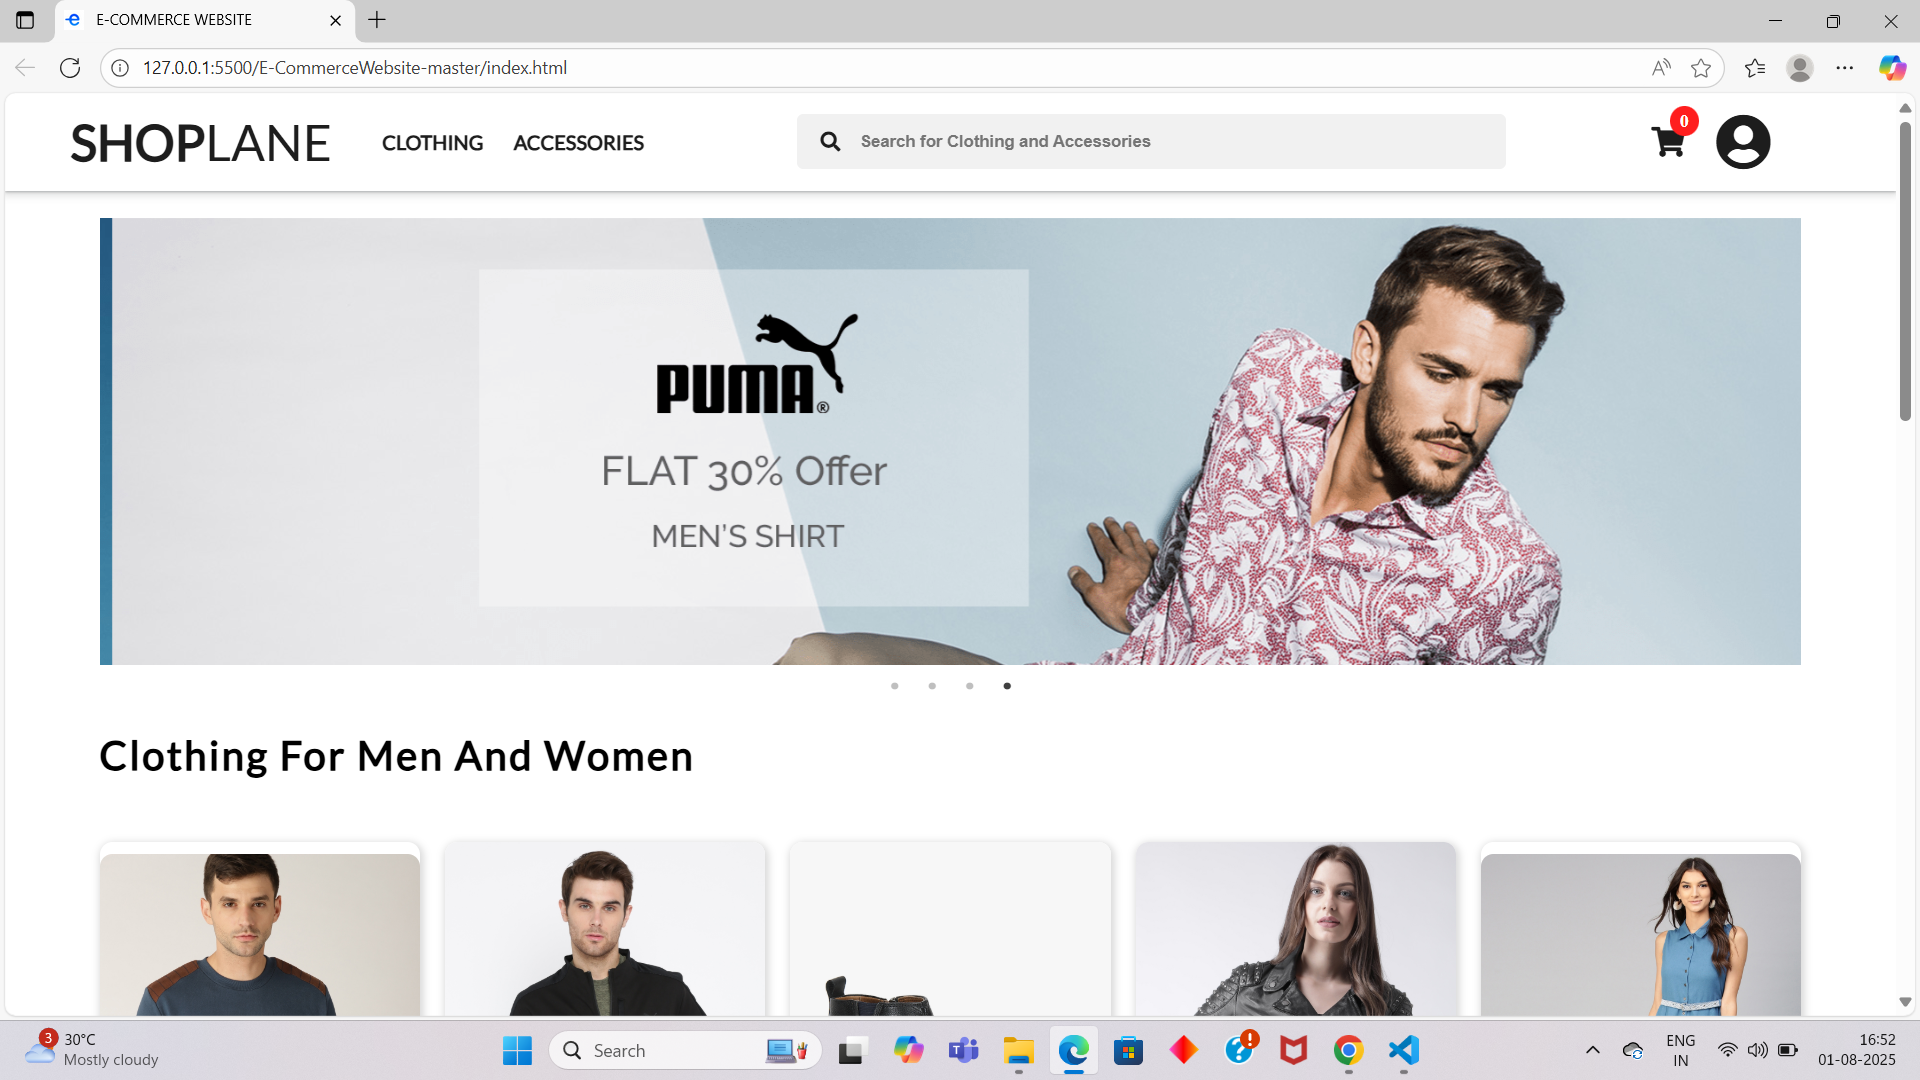 E-COMMERCE WEBSITE
127.0.0.1:5500/E-CommerceWebsite-master/index.html
SHOPLANE
CLOTHING
ACCESSORIES
Search for Clothing and Accessories
0
PUMA®
FLAT 30% Offer
MEN'S SHIRT
Clothing For Men And Women
3
30°C
Mostly cloudy
Search
ENG
IN
16:52
01-08-2025